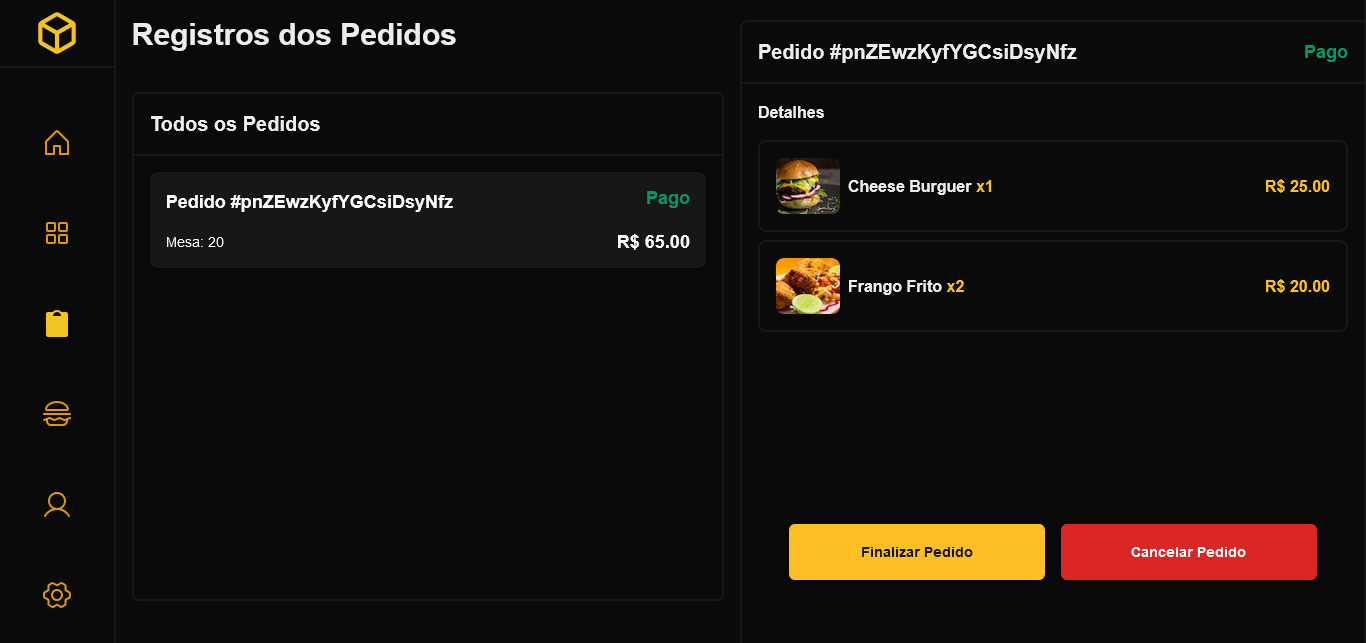 Registros dos Pedidos
Todos os Pedidos
Pedido #pnZEwzKyfYGCsiDsyNfz Pago
Mesa: 20 R$ 65.00
Pedido #pnZEwzKyfYGCsiDsyNfz Pago
Detalhes
Cheese Burguer x1 R$ 25.00
Frango Frito x2 R$ 20.00
Finalizar Pedido Cancelar Pedido